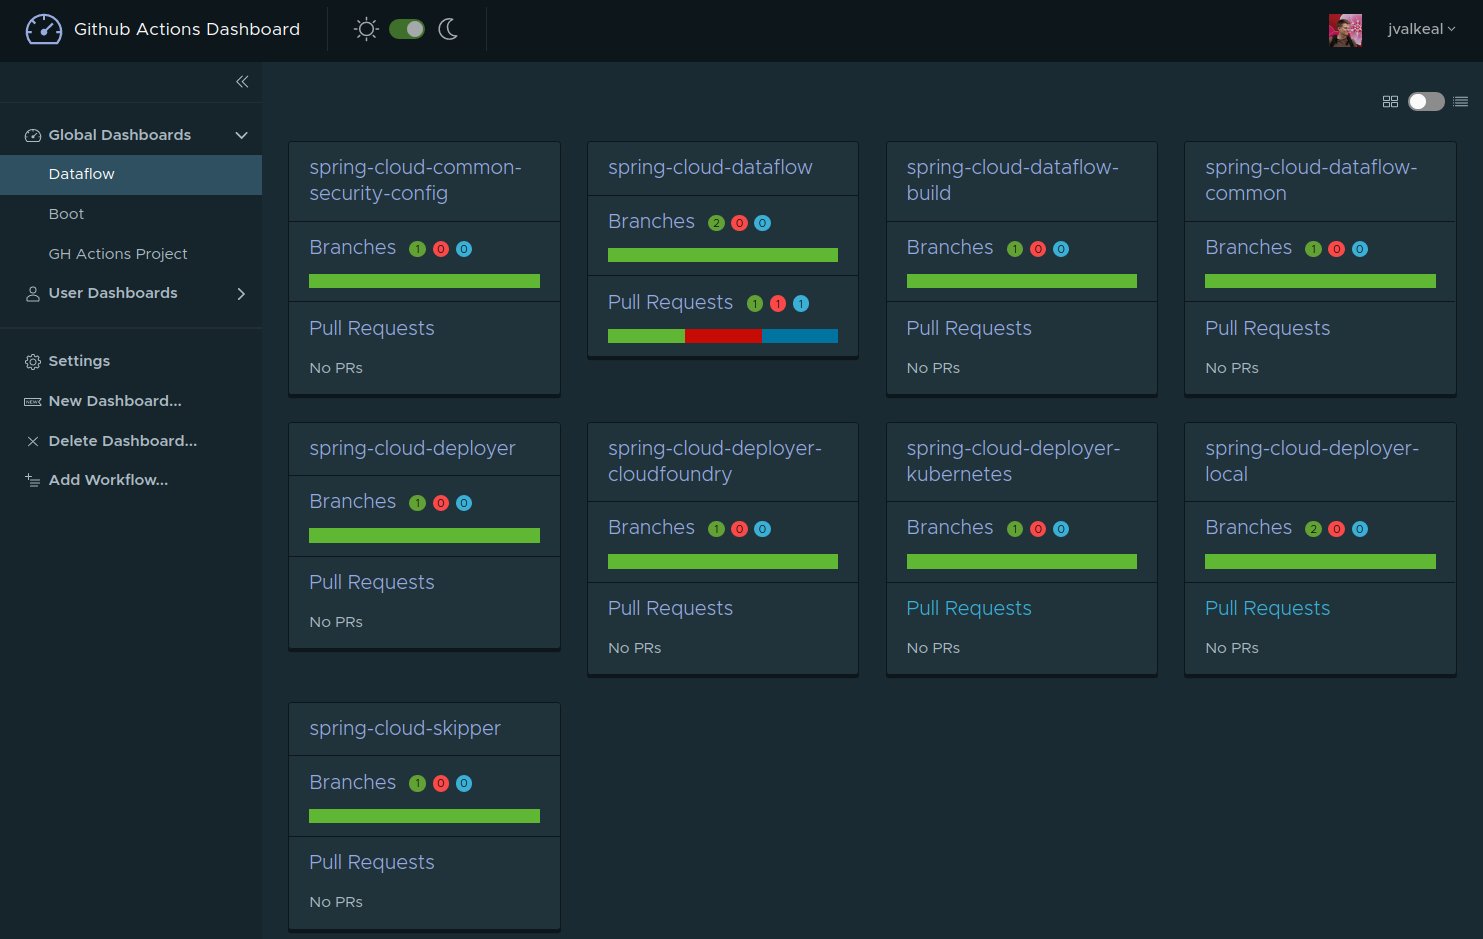 Github Actions Dashboard
jvalkeal
Global Dashboards
Dataflow
Boot
GH Actions Project
User Dashboards
Settings
NEW New Dashboard...
Delete Dashboard...
Add Workflow...
spring-cloud-common-
security-config
Branches 1 0 0
Pull Requests
No PRs
spring-cloud-dataflow
Branches 2 0 0
Pull Requests 1 1 1
spring-cloud-dataflow-
build
Branches 1 0 0
Pull Requests
No PRs
spring-cloud-dataflow-
common
Branches 1 0 0
Pull Requests
No PRs
spring-cloud-deployer
Branches 1 0 0
Pull Requests
No PRs
spring-cloud-deployer-
cloudfoundry
Branches 1 0 0
Pull Requests
No PRs
spring-cloud-deployer-
kubernetes
Branches 1 0 0
Pull Requests
No PRs
spring-cloud-deployer-
local
Branches 2 0 0
Pull Requests
No PRs
spring-cloud-skipper
Branches 1 0 0
Pull Requests
No PRs